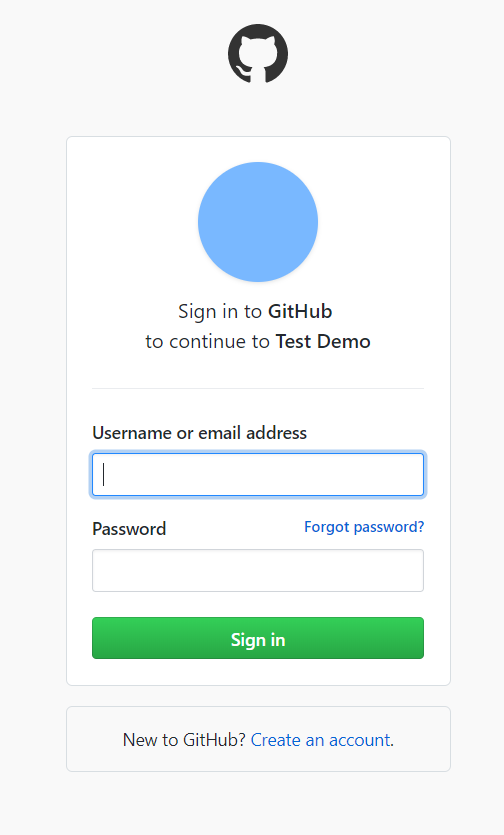 Sign in to GitHub
to continue to Test Demo
Username or email address
Password
Forgot password?
Sign in
New to GitHub? Create an account.